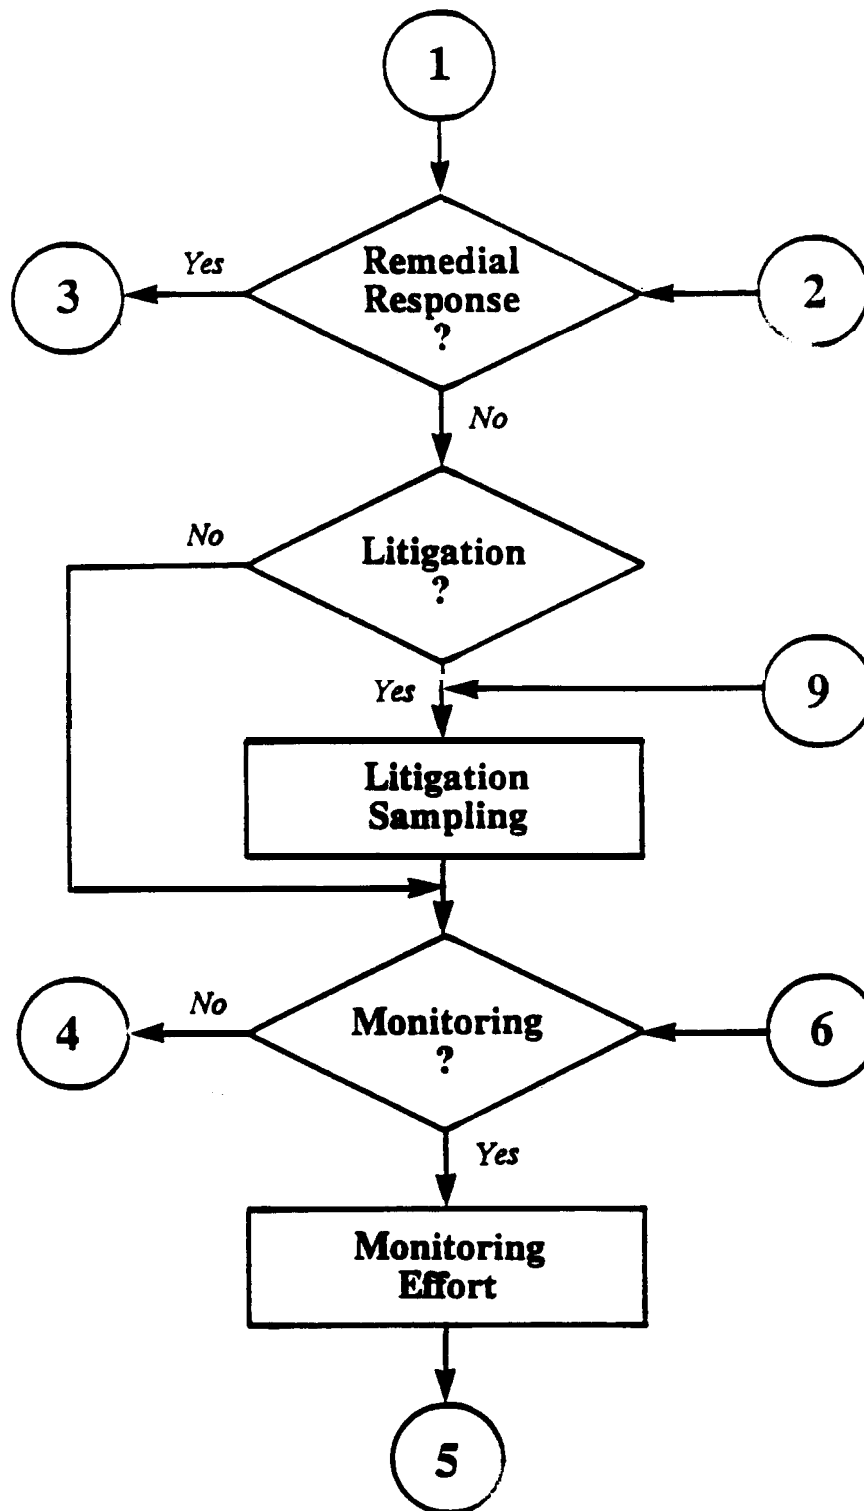 1
Yes
3
Remedial
Response
?
2
No
No
Litigation
?
Yes
9
Litigation
Sampling
No
4
Monitoring
?
6
Yes
Monitoring
Effort
5